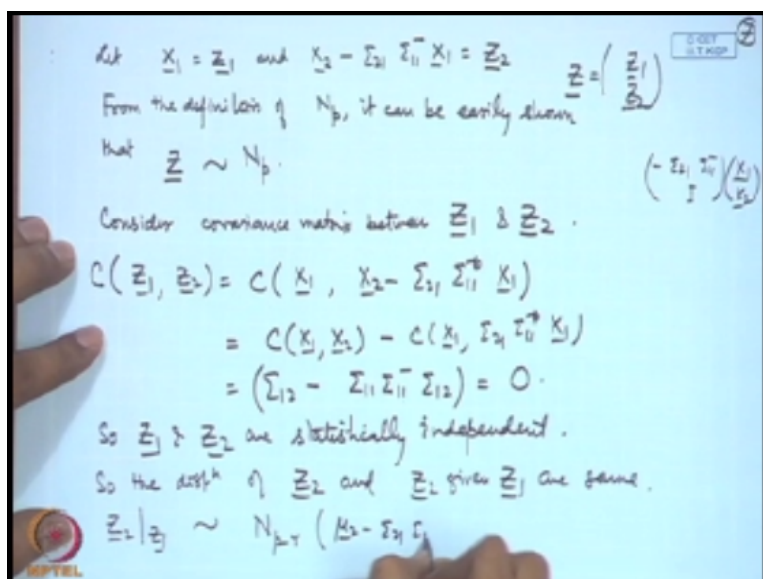 Let X₁ = Z₁ and X₂ - Σ₂₁ Σ₁₁⁻ X₁ = Z₂
Z = (Z₁ Z₂)
From the definition of Nₚ, it can be easily shown
that Z ~ Nₚ.
(-Σ₂₁ Σ₁₁⁻ I)(X₁ X₂)
Consider covariance matrix between Z₁ & Z₂.
C(Z₁, Z₂) = C(X₁, X₂ - Σ₂₁ Σ₁₁⁻ X₁)
= C(X₁, X₂) - C(X₁, Σ₂₁ Σ₁₁⁻ X₁)
= (Σ₁₂ - Σ₁₁ Σ₁₁⁻ Σ₁₂) = 0.
So Z₁ & Z₂ are statistically independent.
So the distⁿ of Z₂ and Z₂ given Z₁ are same.
Z₂|Z₁ ~ Nₚ₋ᵣ (μ₂ - Σ₂₁ Σ
NPTEL